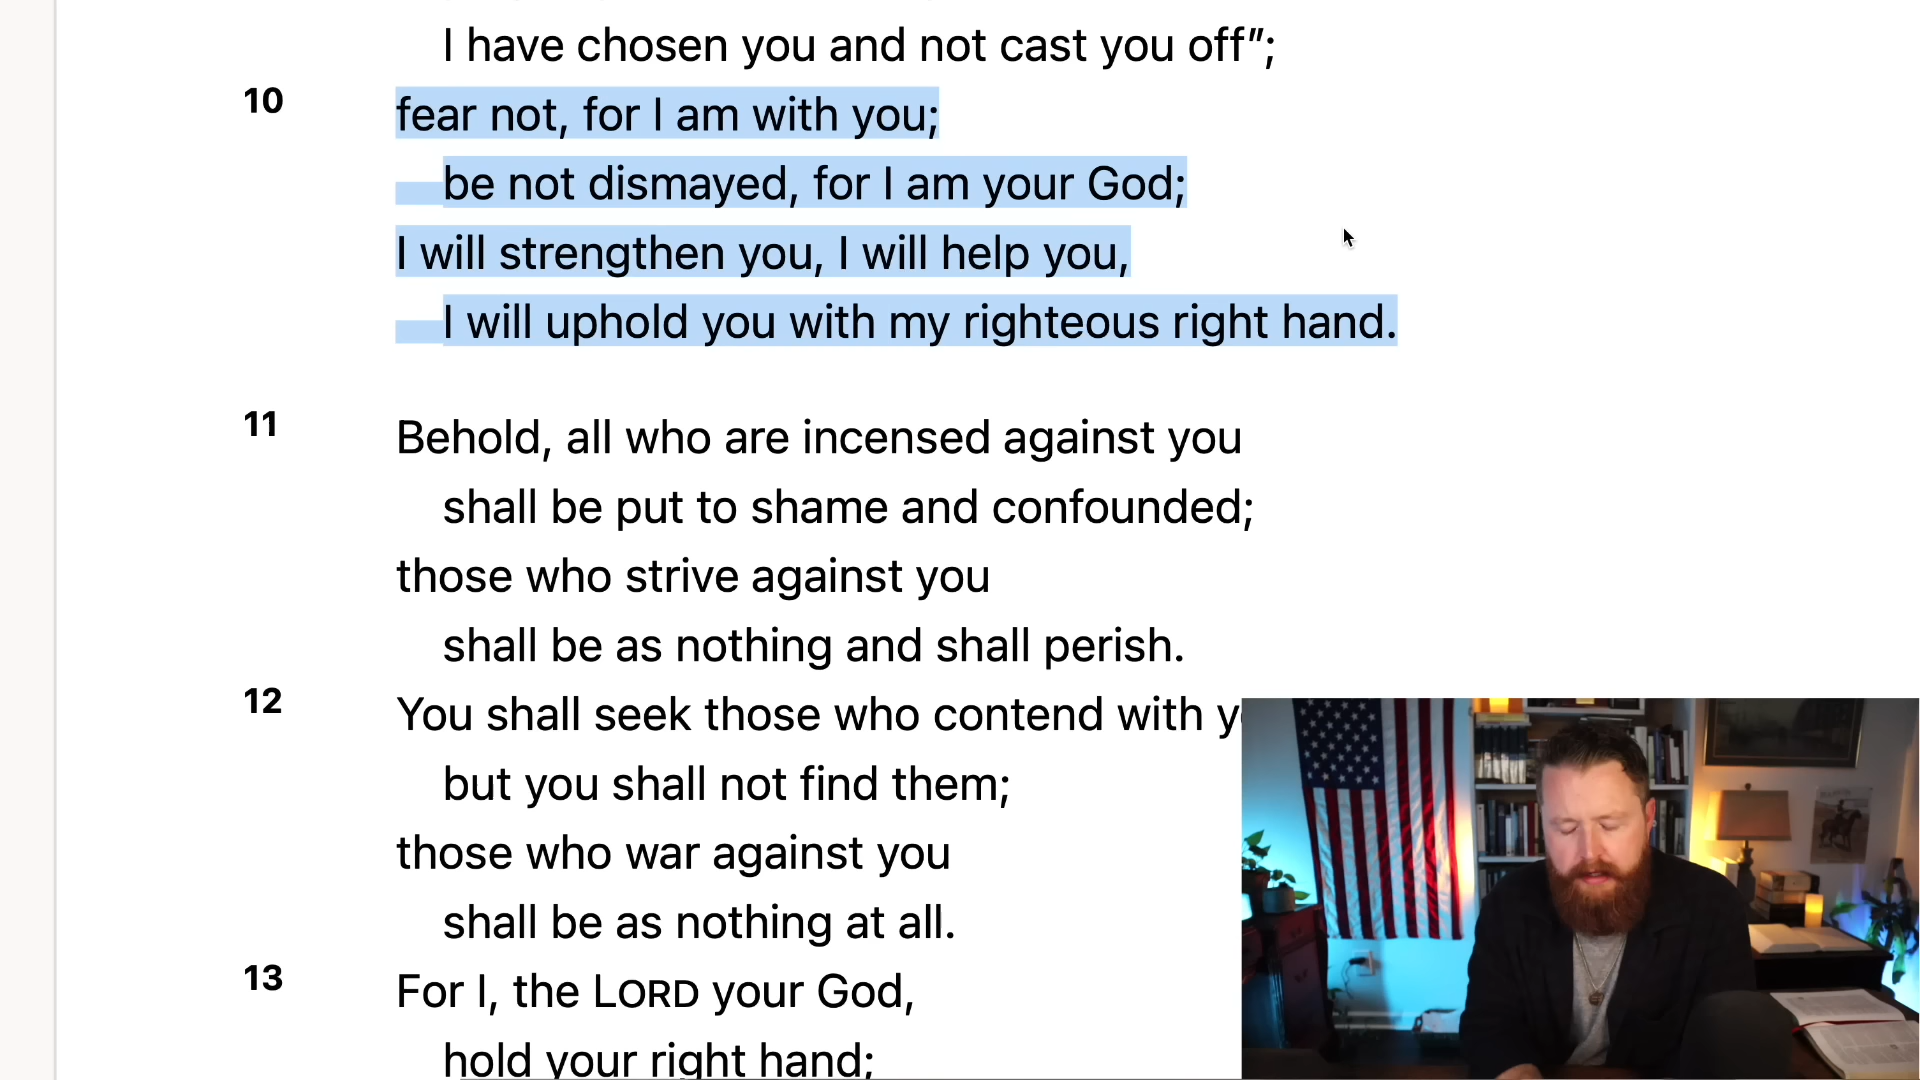 I have chosen you and not cast you off”;
10 fear not, for I am with you;
be not dismayed, for I am your God;
I will strengthen you, I will help you,
I will uphold you with my righteous right hand.
11 Behold, all who are incensed against you
shall be put to shame and confounded;
those who strive against you
shall be as nothing and shall perish.
12 You shall seek those who contend with
but you shall not find them;
those who war against you
shall be as nothing at all.
13 For I, the LORD your God,
hold your right hand;